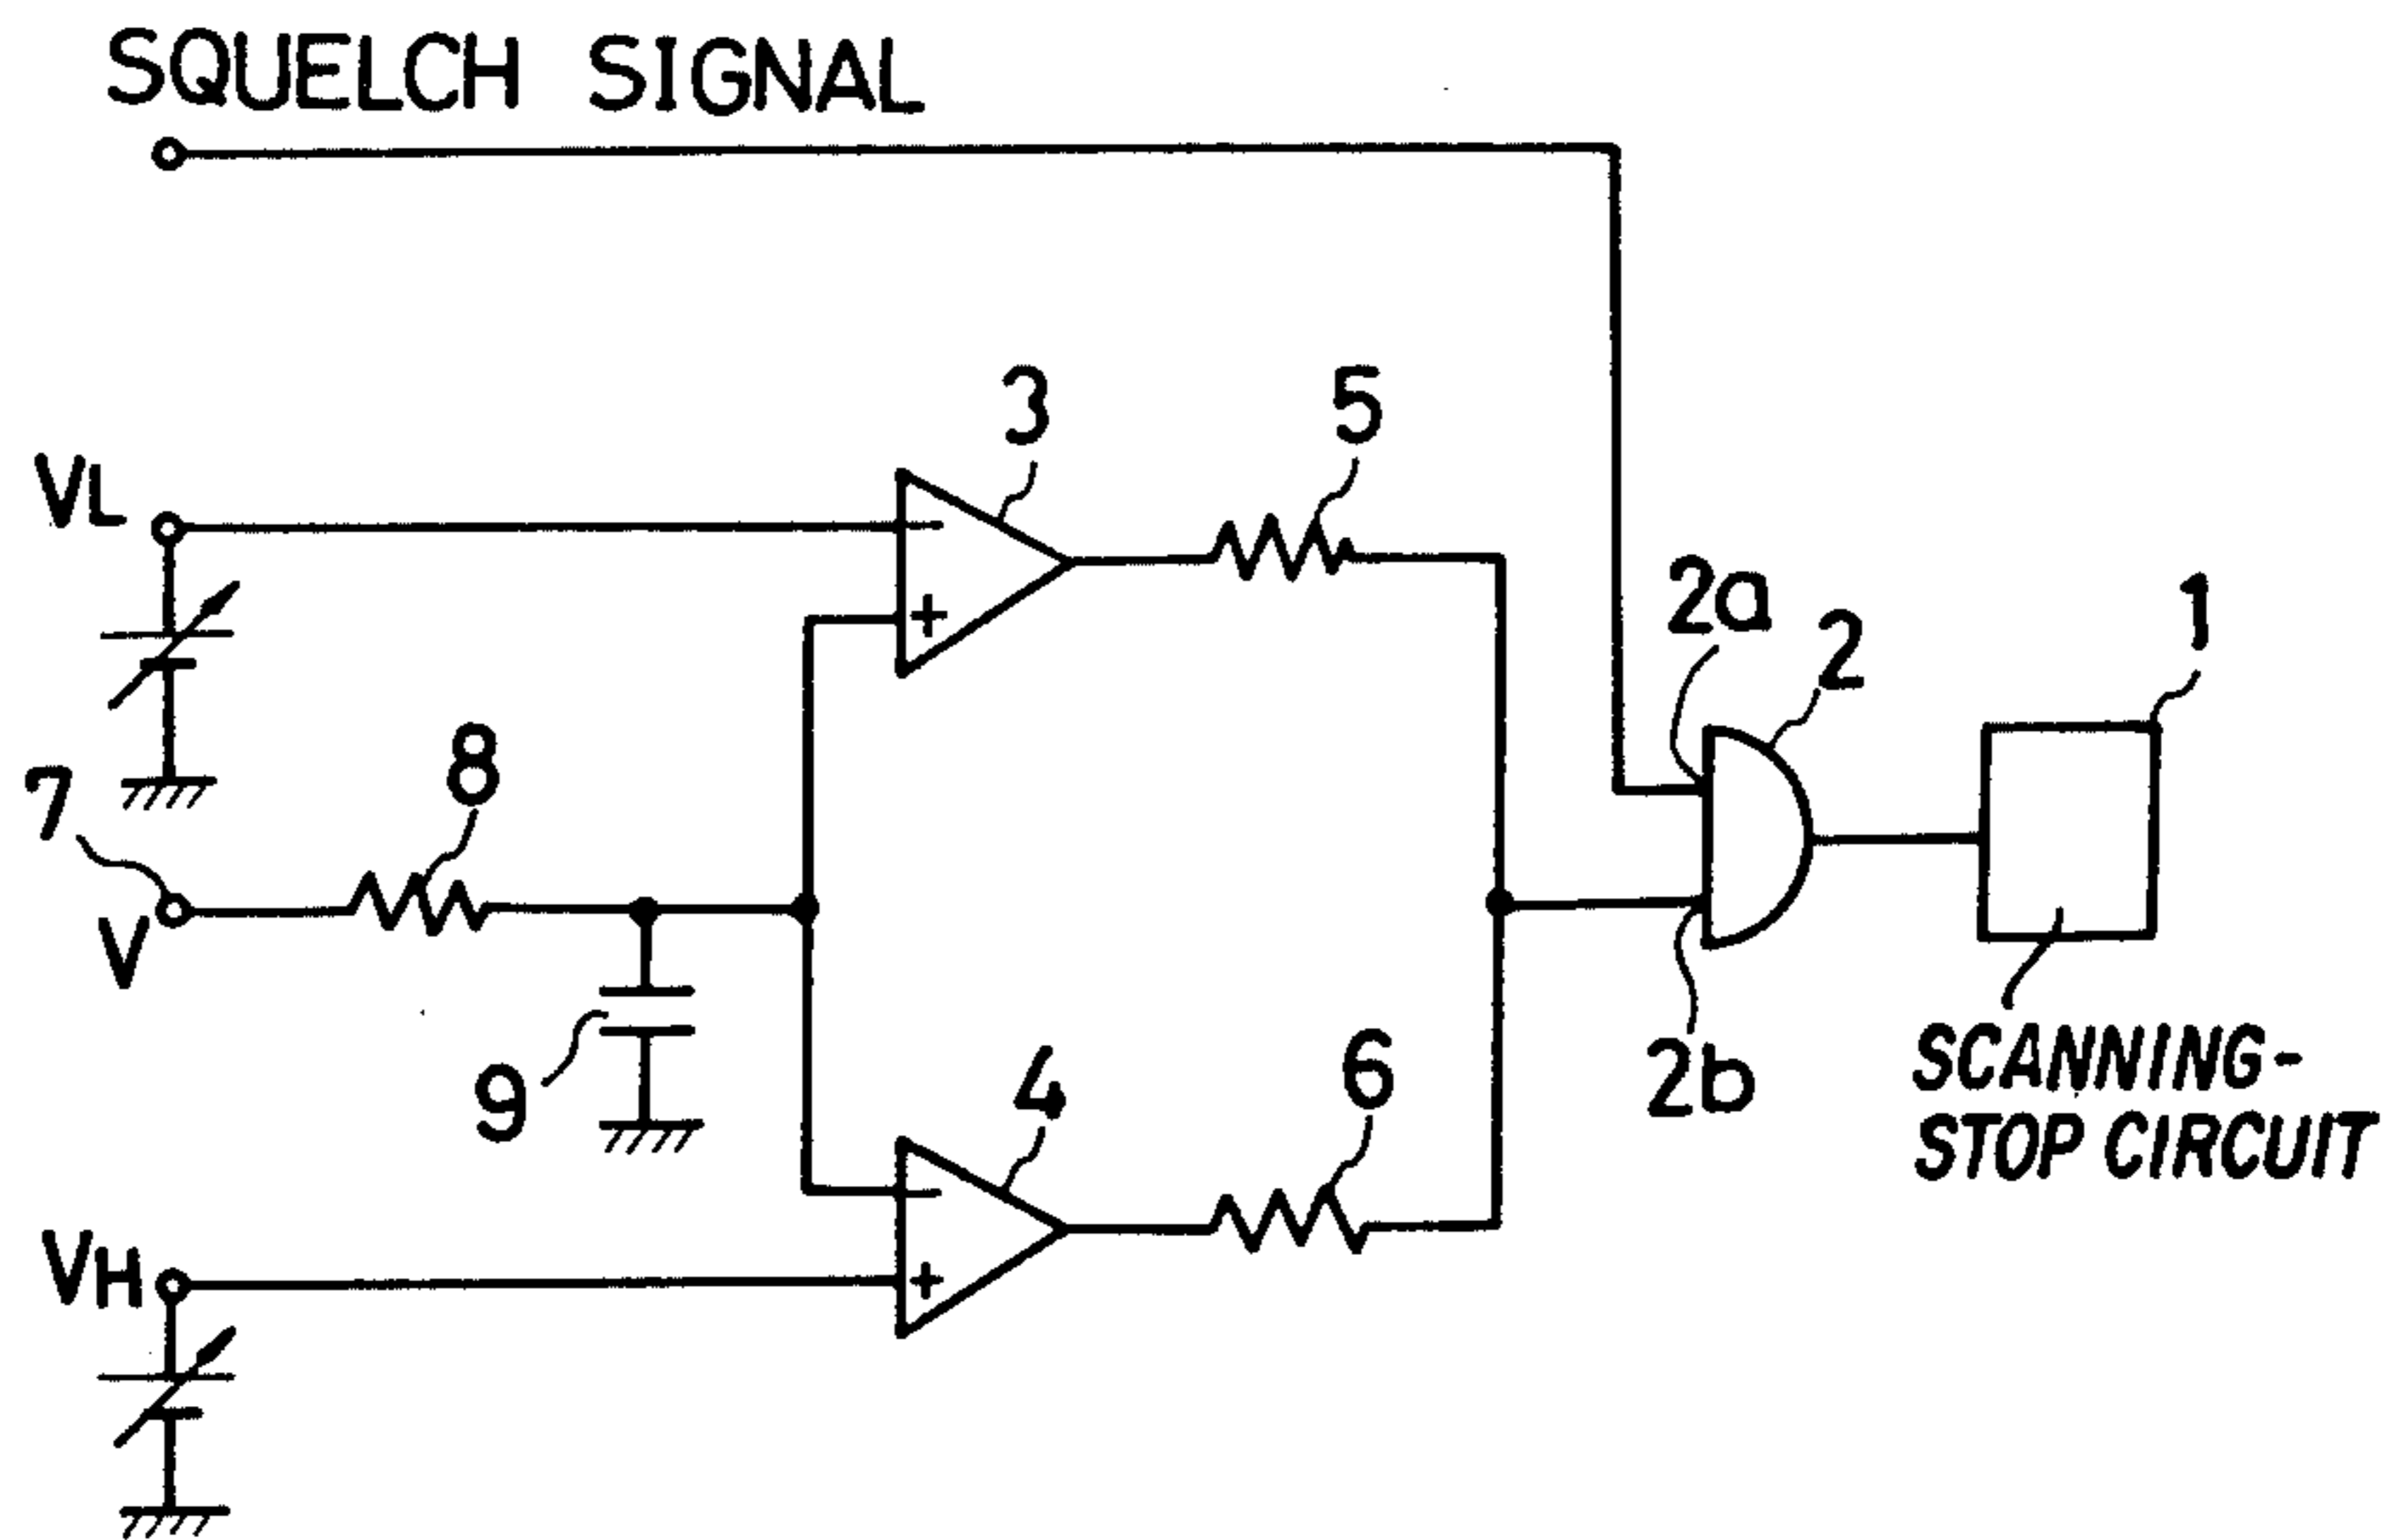 SQUELCH SIGNAL
3
5
VL
−
+
2a
2
1
7
8
V
9
4
6
2b
SCANNING-
STOP CIRCUIT
−
VH
+